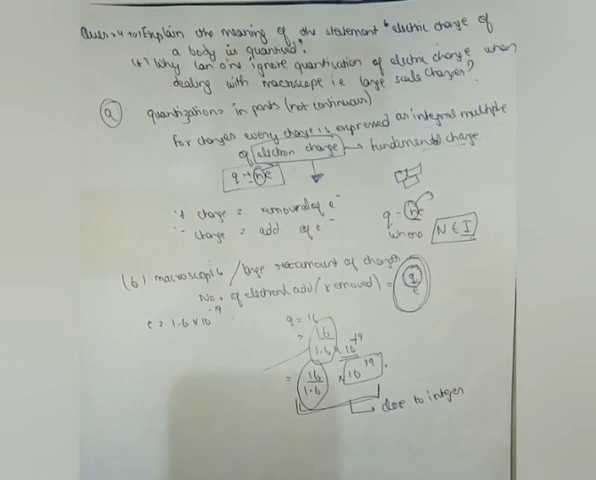 Explain the meaning of the statement "electric charge of
a body is quantised".
Why can one ignore quantisation of electric charge when
dealing with macroscopic i.e large scale charges?
a quantization = in parts (not continuous)
for charges every charge is expressed as integral multiple
of electron charge → fundamental charge
q = ± ne
+ charge = removal of e⁻
- charge = add of e⁻
q = ne
where N ∈ I
(b) macroscopic / large amount of charges
No. of electrons add/removed) = q/e
e = 1.6 × 10⁻¹⁹
q = 16
= 16/1.6 × 10⁻¹⁹
= 16/1.6 × 10¹⁹
close to integer